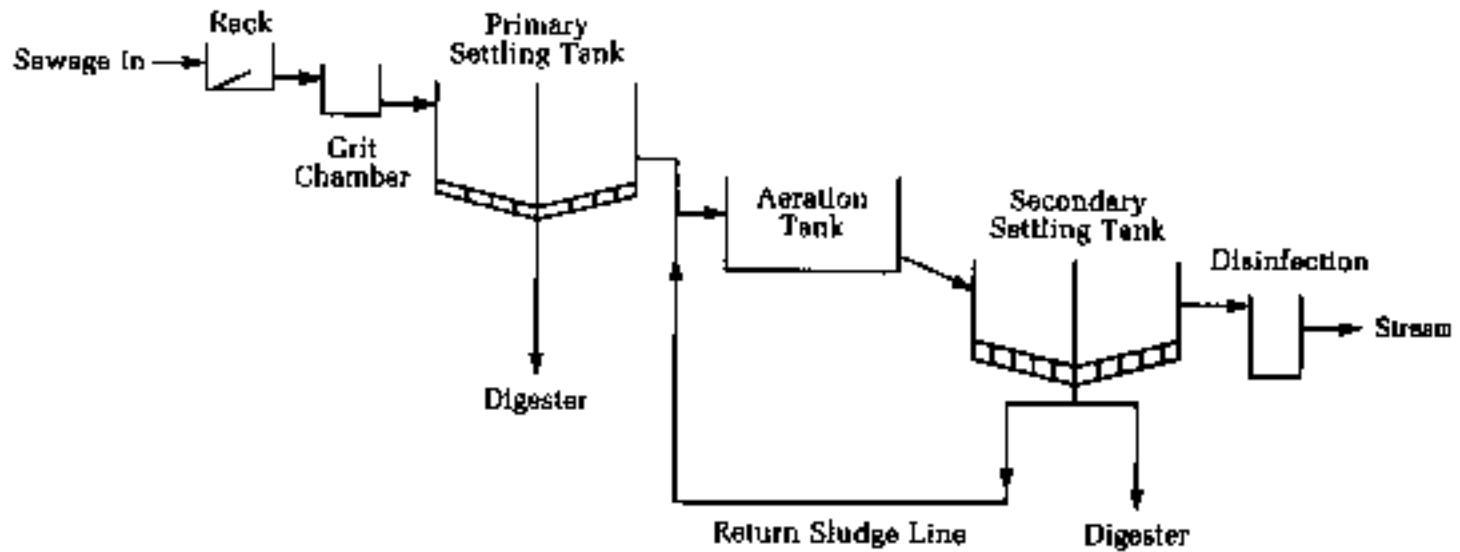 Rack
Sewage In
Primary
Settling Tank
Grit
Chamber
Aeration
Tank
Secondary
Settling Tank
Disinfection
Stream
Digester
Return Sludge Line
Digester